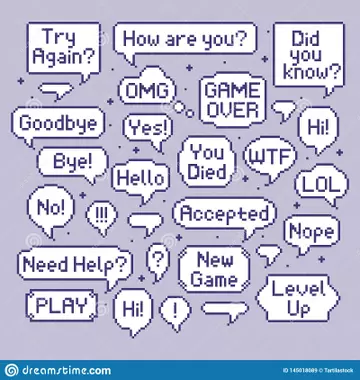 Try
Again?
How are you?
Did
you
know?
OMG
GAME
OVER
Goodbye
Yes!
Hi!
Bye!
You
Died
WTF
Hello
LOL
No!
!!!
Accepted
Nope
Need Help?
?
New
Game
Level
Up
PLAY
Hi!
!
dreamstime.com
ID 145018089 © Tartilastock